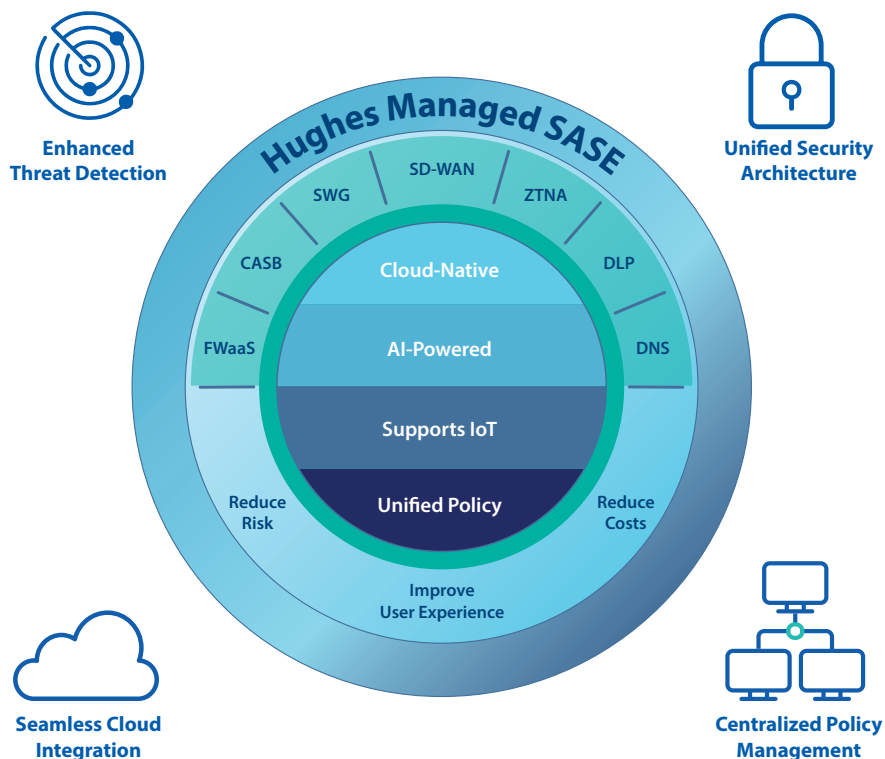 Enhanced
Threat Detection
Unified Security
Architecture
Hughes Managed SASE
FWaaS
CASB
SWG
SD-WAN
ZTNA
DLP
DNS
Cloud-Native
AI-Powered
Supports IoT
Unified Policy
Reduce
Risk
Improve
User Experience
Reduce
Costs
Seamless Cloud
Integration
Centralized Policy
Management